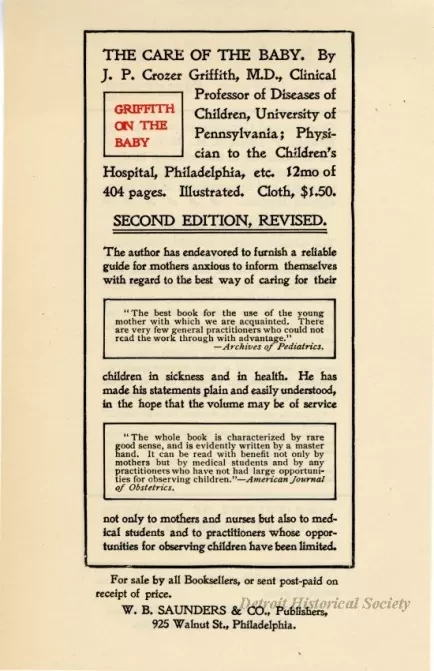 THE CARE OF THE BABY. By
J. P. Crozer Griffith, M.D., Clinical
GRIFFITH
ON THE
BABY
Professor of Diseases of
Children, University of
Pennsylvania; Physi-
cian to the Children's
Hospital, Philadelphia, etc. 12mo of
404 pages. Illustrated. Cloth, $1.50.
SECOND EDITION, REVISED.
The author has endeavored to furnish a reliable
guide for mothers anxious to inform themselves
with regard to the best way of caring for their
"The best book for the use of the young
mother with which we are acquainted. There
are very few general practitioners who could not
read the work through with advantage."
—Archives of Pediatrics.
children in sickness and in health. He has
made his statements plain and easily understood,
in the hope that the volume may be of service
"The whole book is characterized by rare
good sense, and is evidently written by a master
hand. It can be read with benefit not only by
mothers but by medical students and by any
practitioners who have not had large opportuni-
ties for observing children."—American Journal
of Obstetrics.
not only to mothers and nurses but also to med-
ical students and to practitioners whose oppor-
tunities for observing children have been limited.
For sale by all Booksellers, or sent post-paid on
receipt of price.
W. B. SAUNDERS & CO., Publishers,
925 Walnut St., Philadelphia.
Detroit Historical Society